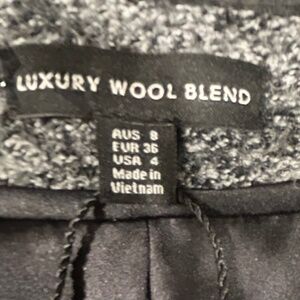 LUXURY WOOL BLEND
AUS 8
EUR 36
USA 4
Made in
Vietnam